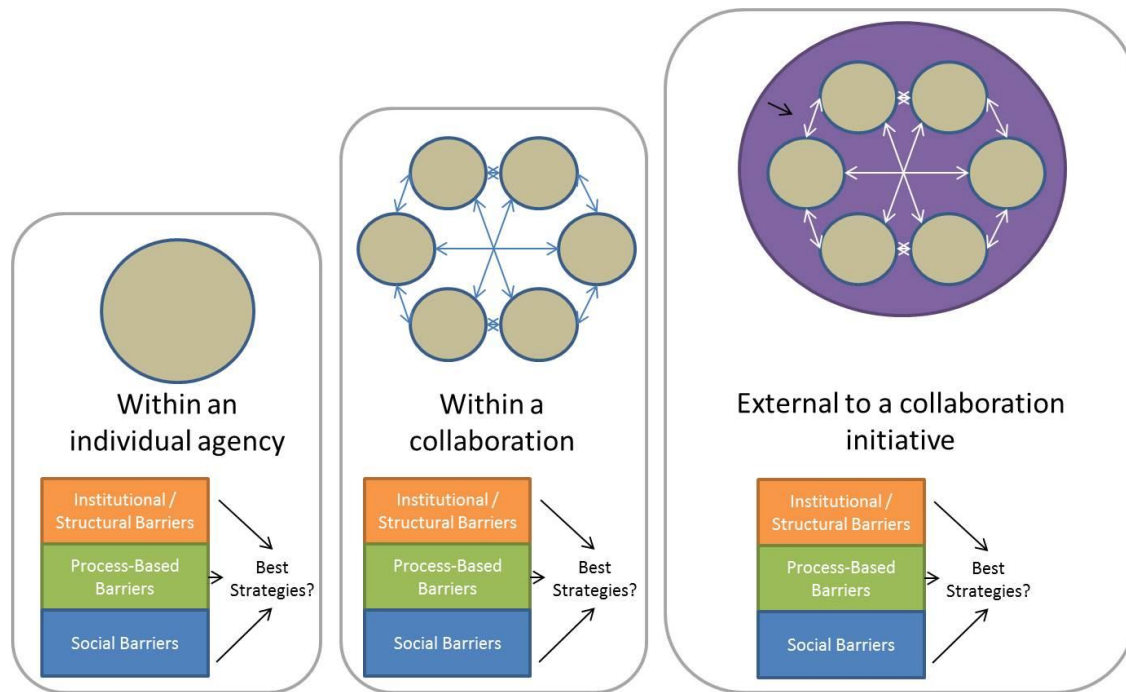 Within an
individual agency
Institutional /
Structural Barriers
Process-Based
Barriers
Social Barriers
Best
Strategies?
Within a
collaboration
Institutional /
Structural Barriers
Process-Based
Barriers
Social Barriers
Best
Strategies?
External to a collaboration
initiative
Institutional /
Structural Barriers
Process-Based
Barriers
Social Barriers
Best
Strategies?